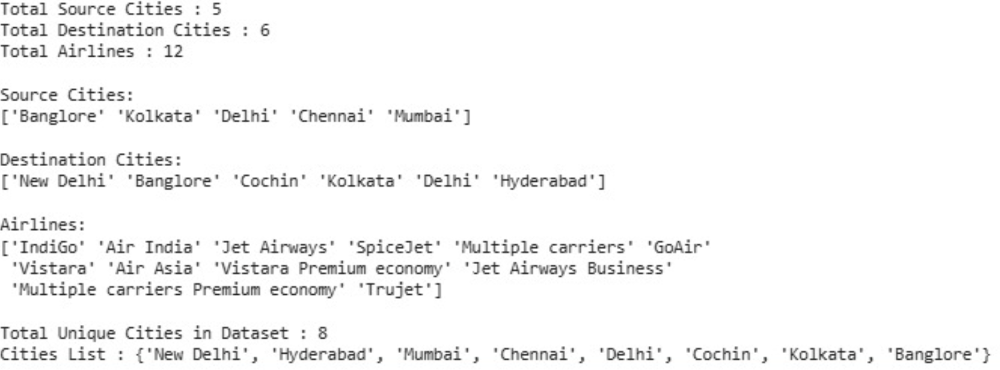 Total Source Cities : 5
Total Destination Cities : 6
Total Airlines : 12
Source Cities:
['Banglore' 'Kolkata' 'Delhi' 'Chennai' 'Mumbai']
Destination Cities:
['New Delhi' 'Banglore' 'Cochin' 'Kolkata' 'Delhi' 'Hyderabad']
Airlines:
['IndiGo' 'Air India' 'Jet Airways' 'SpiceJet' 'Multiple carriers' 'GoAir'
'Vistara' 'Air Asia' 'Vistara Premium economy' 'Jet Airways Business'
'Multiple carriers Premium economy' 'Trujet']
Total Unique Cities in Dataset : 8
Cities List : {'New Delhi', 'Hyderabad', 'Mumbai', 'Chennai', 'Delhi', 'Cochin', 'Kolkata', 'Banglore'}